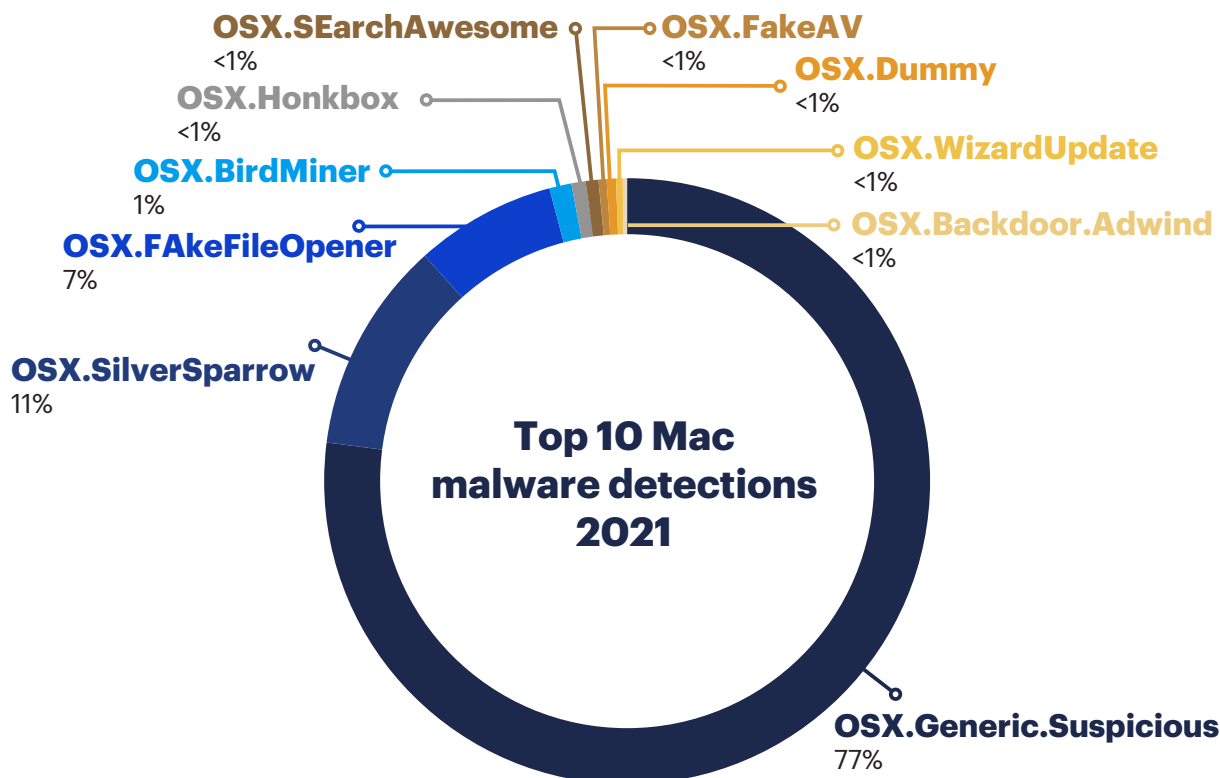 OSX.SEarchAwesome
<1%
OSX.FakeAV
<1%
OSX.Dummy
<1%
OSX.Honkbox
<1%
OSX.BirdMiner
1%
OSX.WizardUpdate
<1%
OSX.FAkeFileOpener
7%
OSX.Backdoor.Adwind
<1%
OSX.SilverSparrow
11%
Top 10 Mac
malware detections
2021
OSX.Generic.Suspicious
77%